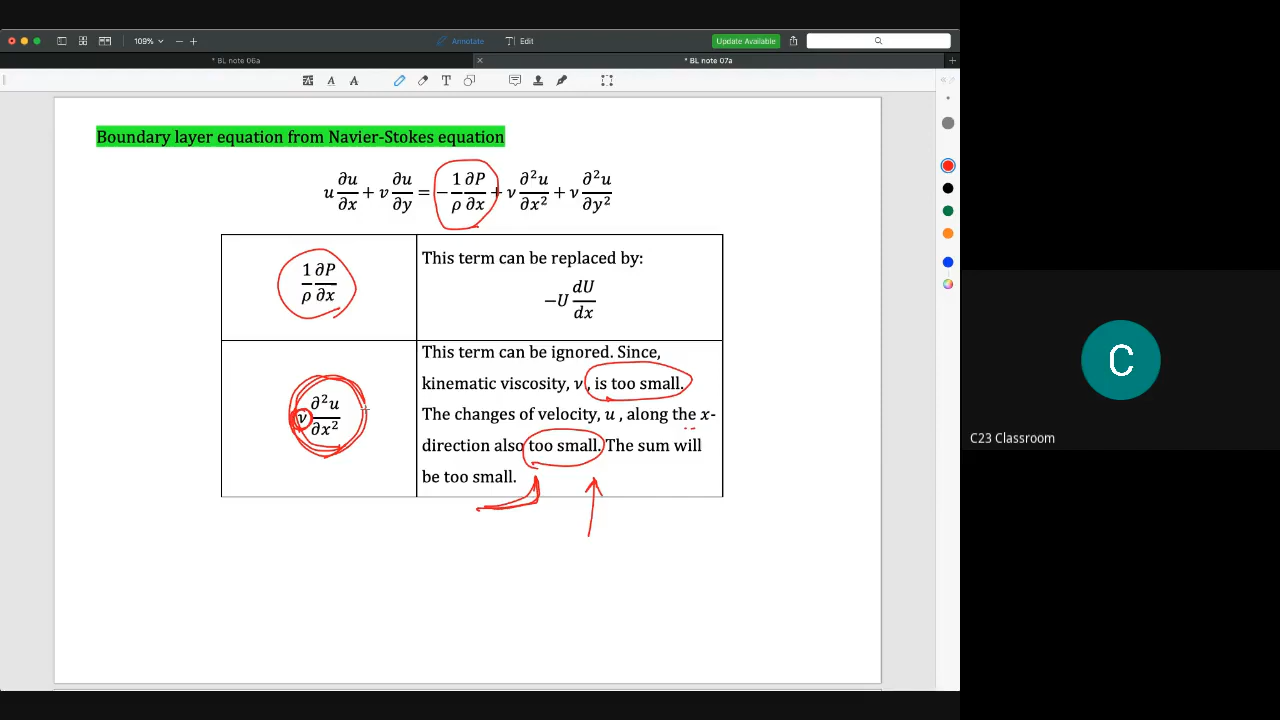 109%
Annotate
Edit
Update Available
* BL note 06a
* BL note 07a
Boundary layer equation from Navier-Stokes equation
u ∂u/∂x + v ∂u/∂y = − 1/ρ ∂P/∂x + ν ∂²u/∂x² + ν ∂²u/∂y²
1/ρ ∂P/∂x
This term can be replaced by:
−U dU/dx
ν ∂²u/∂x²
This term can be ignored. Since,
kinematic viscosity, ν , is too small.
The changes of velocity, u , along the x-
direction also too small. The sum will
be too small.
C
C23 Classroom